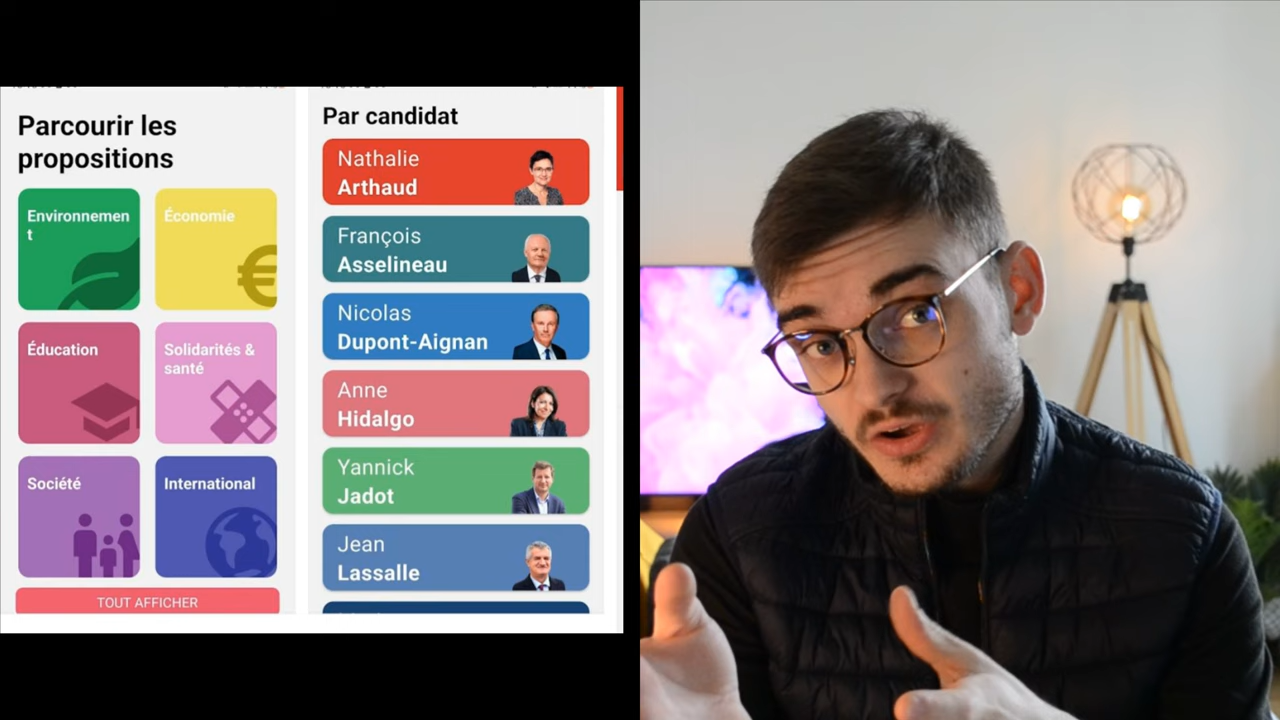 Parcourir les
propositions
Environnemen
t
Économie
Éducation
Solidarités &
santé
Société
International
TOUT AFFICHER
Par candidat
Nathalie
Arthaud
François
Asselineau
Nicolas
Dupont-Aignan
Anne
Hidalgo
Yannick
Jadot
Jean
Lassalle